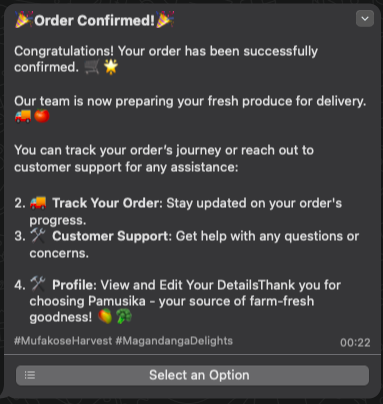 🎉Order Confirmed!🎉
Congratulations! Your order has been successfully
confirmed. 🛒🌟
Our team is now preparing your fresh produce for delivery.
🚚🍅
You can track your order's journey or reach out to
customer support for any assistance:
2. 🚚 Track Your Order: Stay updated on your order's
progress.
3. 🛠 Customer Support: Get help with any questions or
concerns.
4. 🛠 Profile: View and Edit Your DetailsThank you for
choosing Pamusika - your source of farm-fresh
goodness! 🥭🥦
#MufakoseHarvest #MagandangaDelights
00:22
Select an Option